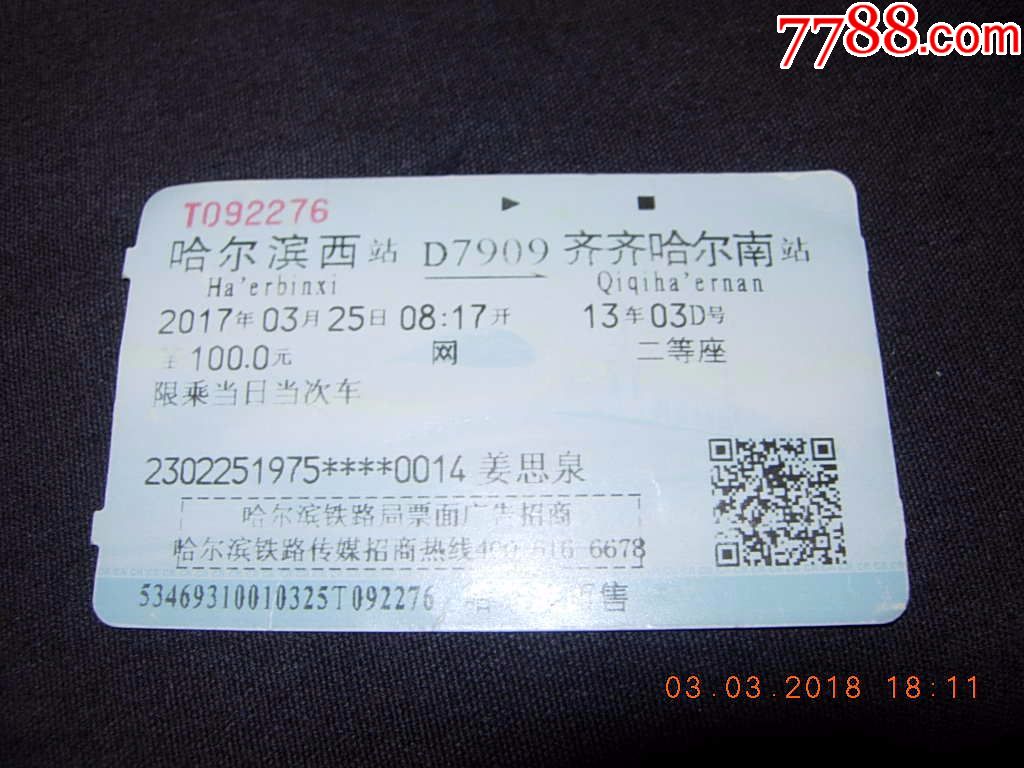 7788.com
T092276
哈尔滨西站 D7909 齐齐哈尔南站
Ha'erbinxi Qiqiha'ernan
2017年03月25日 08:17开 13车03D号
¥100.0元 网 二等座
限乘当日当次车
2302251975****0014 姜思泉
哈尔滨铁路局票面广告招商
哈尔滨铁路传媒招商热线400 616 6678
53469310010325T092276 售
03.03.2018 18:11